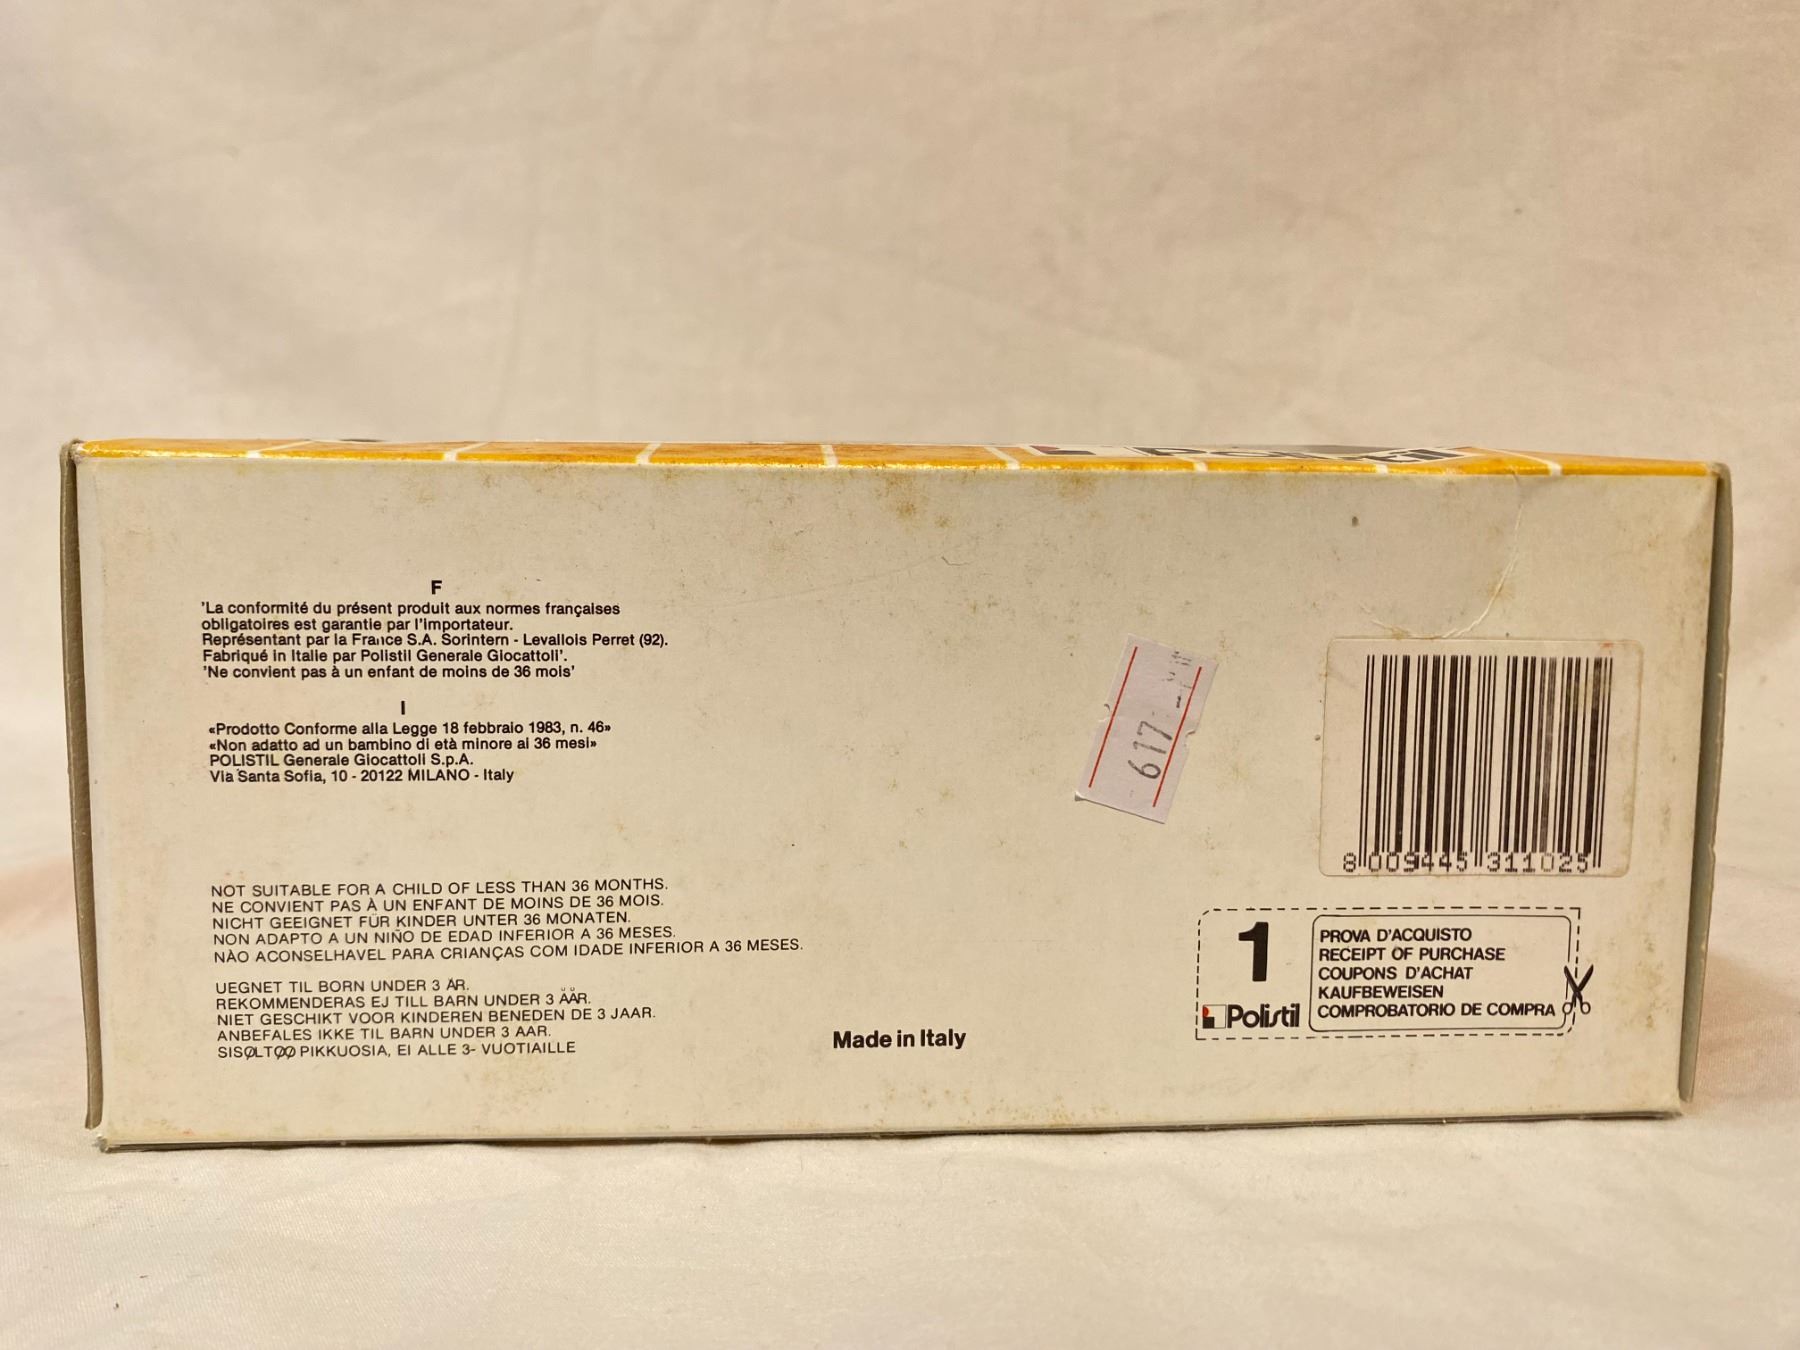 Polistil
F
'La conformité du présent produit aux normes françaises
obligatoires est garantie par l'importateur.
Représentant par la France S.A. Sorintern - Levallois Perret (92).
Fabriqué in Italie par Polistil Generale Giocattoli'.
'Ne convient pas à un enfant de moins de 36 mois'
I
«Prodotto Conforme alla Legge 18 febbraio 1983, n. 46»
«Non adatto ad un bambino di età minore ai 36 mesi»
POLISTIL Generale Giocattoli S.p.A.
Via Santa Sofia, 10 - 20122 MILANO - Italy
617
8 009445 311025
NOT SUITABLE FOR A CHILD OF LESS THAN 36 MONTHS.
NE CONVIENT PAS À UN ENFANT DE MOINS DE 36 MOIS.
NICHT GEEIGNET FÜR KINDER UNTER 36 MONATEN.
NON ADAPTO A UN NIÑO DE EDAD INFERIOR A 36 MESES.
NÀO ACONSELHAVEL PARA CRIANÇAS COM IDADE INFERIOR A 36 MESES.
UEGNET TIL BORN UNDER 3 ÅR.
REKOMMENDERAS EJ TILL BARN UNDER 3 ÄÄR.
NIET GESCHIKT VOOR KINDEREN BENEDEN DE 3 JAAR.
ANBEFALES IKKE TIL BARN UNDER 3 AAR.
SISØLTØØ PIKKUOSIA, EI ALLE 3- VUOTIAILLE
Made in Italy
1
Polistil
PROVA D'ACQUISTO
RECEIPT OF PURCHASE
COUPONS D'ACHAT
KAUFBEWEISEN
COMPROBATORIO DE COMPRA